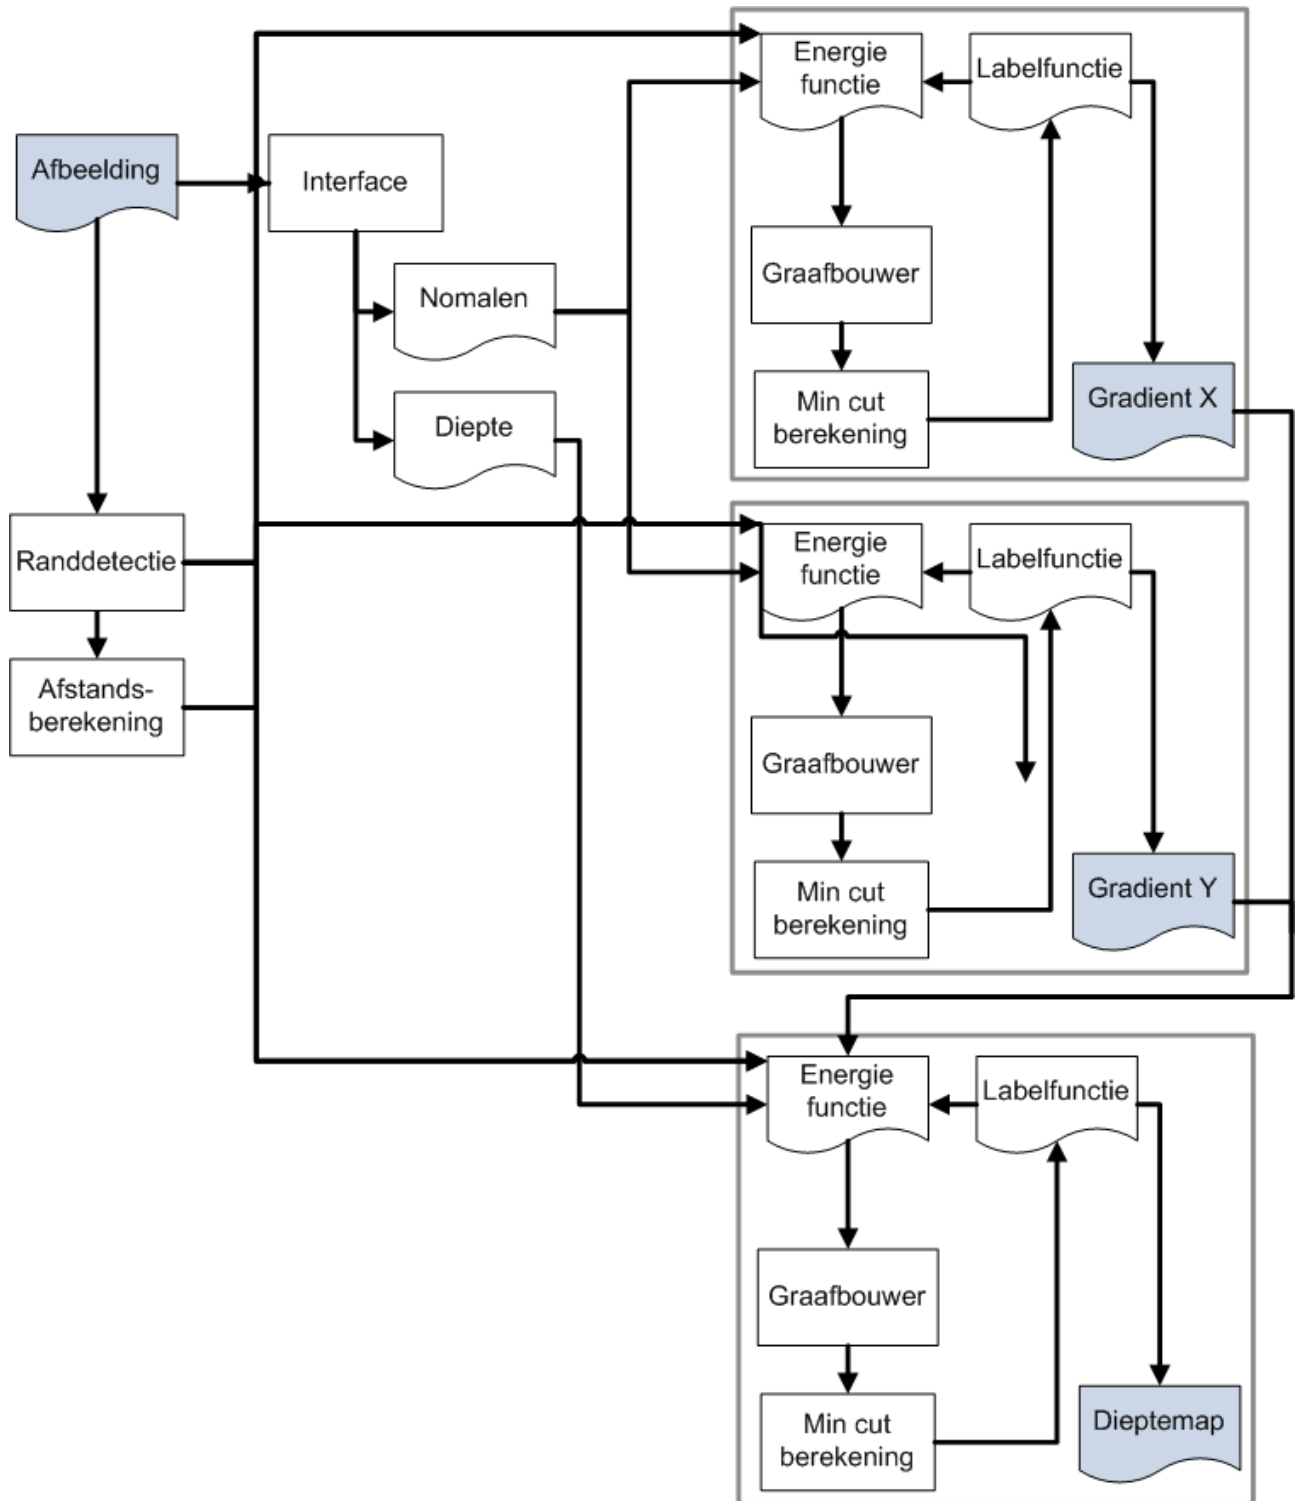 Afbeelding
Interface
Nomalen
Diepte
Randdetectie
Afstands-
berekening
Energie
functie
Labelfunctie
Graafbouwer
Min cut
berekening
Gradient X
Energie
functie
Labelfunctie
Graafbouwer
Min cut
berekening
Gradient Y
Energie
functie
Labelfunctie
Graafbouwer
Min cut
berekening
Dieptemap